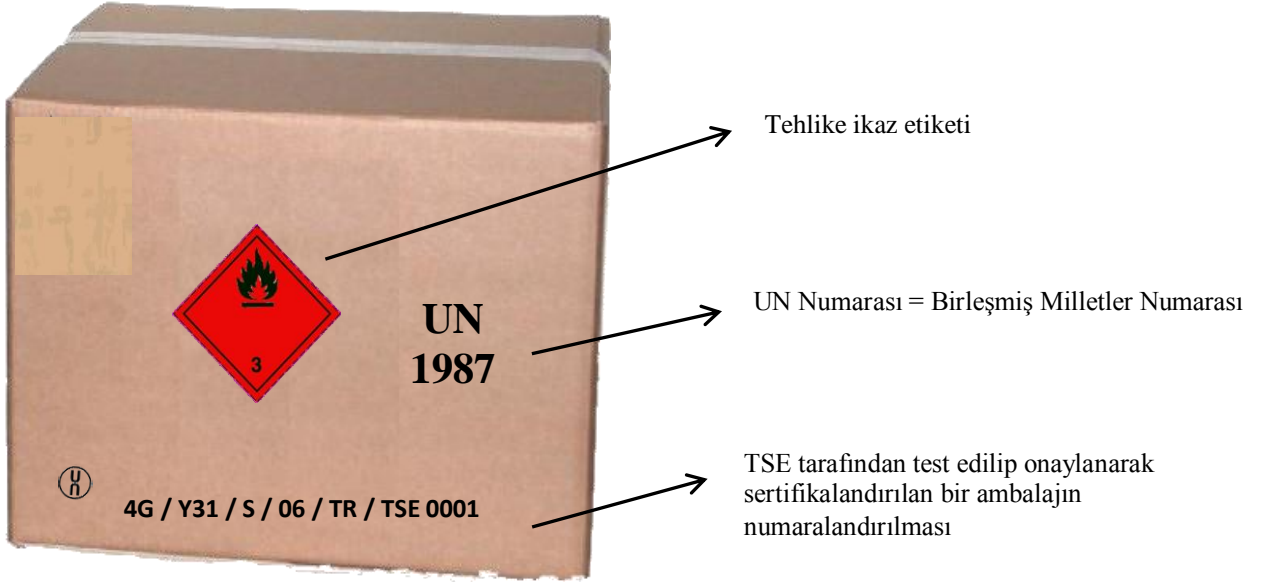 Tehlike ikaz etiketi
3
UN
1987
UN Numarası = Birleşmiş Milletler Numarası
un
4G / Y31 / S / 06 / TR / TSE 0001
TSE tarafından test edilip onaylanarak
sertifikalandırılan bir ambalajın
numaralandırılması